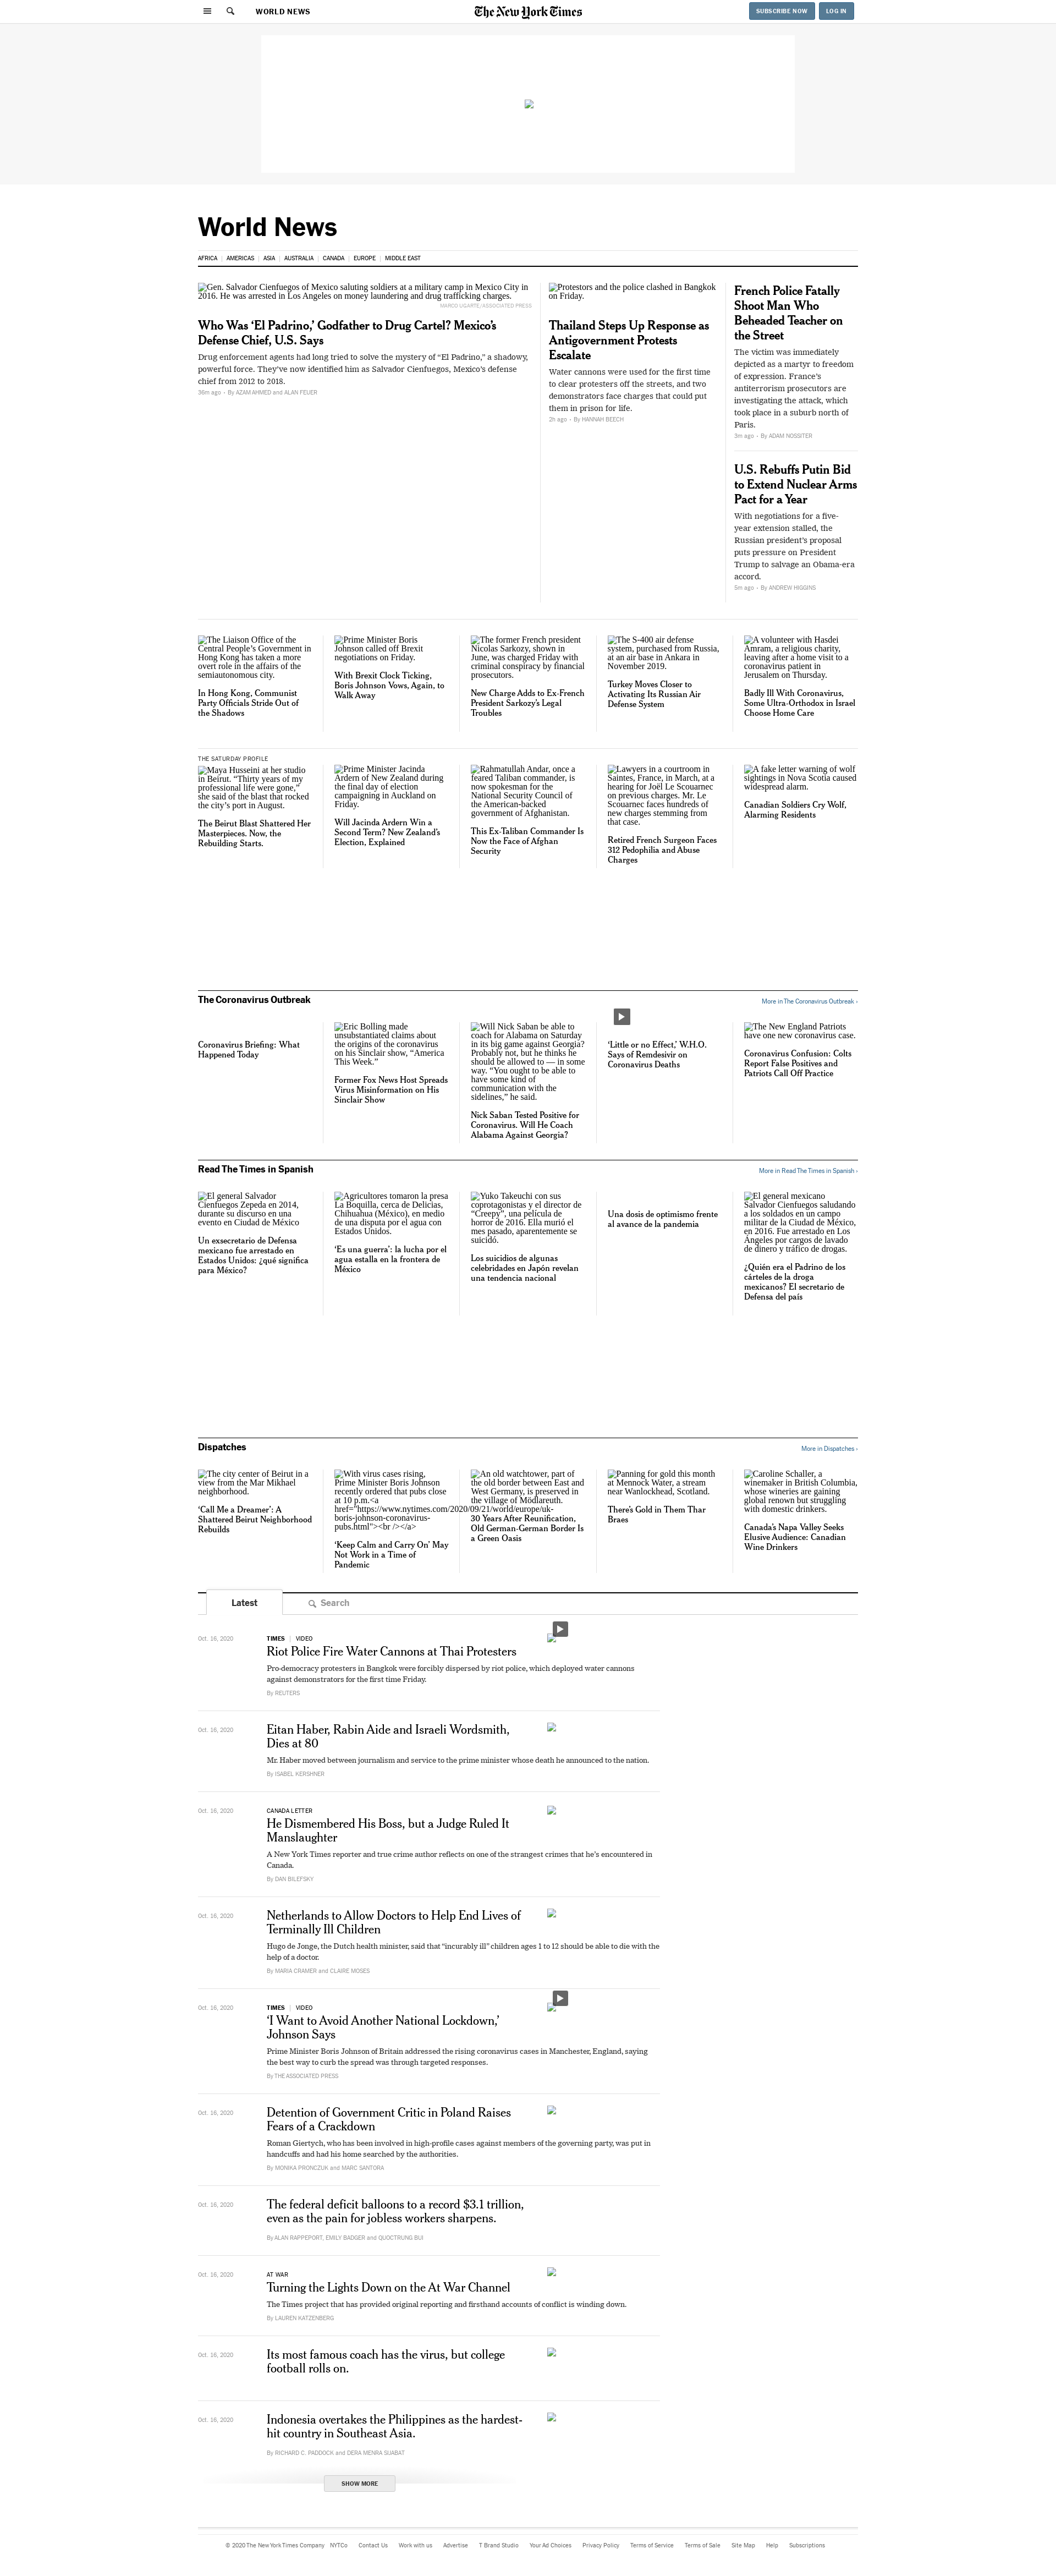 WORLD NEWS
The New York Times
SUBSCRIBE NOW
LOG IN
World News
AFRICA | AMERICAS | ASIA | AUSTRALIA | CANADA | EUROPE | MIDDLE EAST
Gen. Salvador Cienfuegos of Mexico saluting soldiers at a military camp in Mexico City in
2016. He was arrested in Los Angeles on money laundering and drug trafficking charges.
MARCO UGARTE/ASSOCIATED PRESS
Who Was ‘El Padrino,’ Godfather to Drug Cartel? Mexico’s
Defense Chief, U.S. Says
Drug enforcement agents had long tried to solve the mystery of “El Padrino,” a shadowy,
powerful force. They’ve now identified him as Salvador Cienfuegos, Mexico’s defense
chief from 2012 to 2018.
38m ago • By AZAM AHMED and ALAN FEUER
Protestors and the police clashed in Bangkok
on Friday.
Thailand Steps Up Response as
Antigovernment Protests
Escalate
Water cannons were used for the first time
to clear protesters off the streets, and two
demonstrators face charges that could put
them in prison for life.
2h ago • By HANNAH BEECH
French Police Fatally
Shoot Man Who
Beheaded Teacher on
the Street
The victim was immediately
depicted as a martyr to freedom
of expression. France’s
antiterrorism prosecutors are
investigating the attack, which
took place in a suburb north of
Paris.
3m ago • By ADAM NOSSITER
U.S. Rebuffs Putin Bid
to Extend Nuclear Arms
Pact for a Year
With negotiations for a five-
year extension stalled, the
Russian president’s proposal
puts pressure on President
Trump to salvage an Obama-era
accord.
5m ago • By ANDREW HIGGINS
The Liaison Office of the
Central People’s Government in
Hong Kong has taken a more
overt role in the affairs of the
semiautonomous city.
In Hong Kong, Communist
Party Officials Stride Out of
the Shadows
Prime Minister Boris
Johnson called off Brexit
negotiations on Friday.
With Brexit Clock Ticking,
Boris Johnson Vows, Again, to
Walk Away
The former French president
Nicolas Sarkozy, shown in
June, was charged Friday with
criminal conspiracy by financial
prosecutors.
New Charge Adds to Ex-French
President Sarkozy’s Legal
Troubles
The S-400 air defense
system, purchased from Russia,
at an air base in Ankara in
November 2019.
Turkey Moves Closer to
Activating Its Russian Air
Defense System
A volunteer with Hasdei
Amram, a religious charity,
leaving after a home visit to a
coronavirus patient in
Jerusalem on Thursday.
Badly Ill With Coronavirus,
Some Ultra-Orthodox in Israel
Choose Home Care
THE SATURDAY PROFILE
Maya Husseini at her studio
in Beirut. “Thirty years of my
professional life were gone,”
she said of the blast that rocked
the city’s port in August.
The Beirut Blast Shattered Her
Masterpieces. Now, the
Rebuilding Starts.
Prime Minister Jacinda
Ardern of New Zealand during
the final day of election
campaigning in Auckland on
Friday.
Will Jacinda Ardern Win a
Second Term? New Zealand’s
Election, Explained
Rahmatullah Andar, once a
feared Taliban commander, is
now spokesman for the
National Security Council of
the American-backed
government of Afghanistan.
This Ex-Taliban Commander Is
Now the Face of Afghan
Security
Lawyers in a courtroom in
Saintes, France, in March, at a
hearing for Joël Le Scouarnec
on previous charges. Mr. Le
Scouarnec faces hundreds of
new charges stemming from
that case.
Retired French Surgeon Faces
312 Pedophilia and Abuse
Charges
A fake letter warning of wolf
sightings in Nova Scotia caused
widespread alarm.
Canadian Soldiers Cry Wolf,
Alarming Residents
The Coronavirus Outbreak
More in The Coronavirus Outbreak ›
Coronavirus Briefing: What
Happened Today
Eric Bolling made
unsubstantiated claims about
the origins of the coronavirus
on his Sinclair show, “America
This Week.”
Former Fox News Host Spreads
Virus Misinformation on His
Sinclair Show
Will Nick Saban be able to
coach for Alabama on Saturday
in its big game against Georgia?
Probably not, but he thinks he
should be allowed to — in some
way. “You ought to be able to
have some kind of
communication with the
sidelines,” he said.
Nick Saban Tested Positive for
Coronavirus. Will He Coach
Alabama Against Georgia?
‘Little or no Effect,’ W.H.O.
Says of Remdesivir on
Coronavirus Deaths
The New England Patriots
have one new coronavirus case.
Coronavirus Confusion: Colts
Report False Positives and
Patriots Call Off Practice
Read The Times in Spanish
More in Read The Times in Spanish ›
El general Salvador
Cienfuegos Zepeda en 2014,
durante su discurso en una
evento en Ciudad de México
Un exsecretario de Defensa
mexicano fue arrestado en
Estados Unidos: ¿qué significa
para México?
Agricultores tomaron la presa
La Boquilla, cerca de Delicias,
Chihuahua (México), en medio
de una disputa por el agua con
Estados Unidos.
‘Es una guerra’: la lucha por el
agua estalla en la frontera de
México
Yuko Takeuchi con sus
coprotagonistas y el director de
“Creepy”, una película de
horror de 2016. Ella murió el
mes pasado, aparentemente se
suicidó.
Los suicidios de algunas
celebridades en Japón revelan
una tendencia nacional
Una dosis de optimismo frente
al avance de la pandemia
El general mexicano
Salvador Cienfuegos saludando
a los soldados en un campo
militar de la Ciudad de México,
en 2016. Fue arrestado en Los
Ángeles por cargos de lavado
de dinero y tráfico de drogas.
¿Quién era el Padrino de los
cárteles de la droga
mexicanos? El secretario de
Defensa del país
Dispatches
More in Dispatches ›
The city center of Beirut in a
view from the Mar Mikhael
neighborhood.
‘Call Me a Dreamer’: A
Shattered Beirut Neighborhood
Rebuilds
With virus cases rising,
Prime Minister Boris Johnson
recently ordered that pubs close
at 10 p.m.<a
href="https://www.nytimes.com/2020/09/21/world/europe/uk-
boris-johnson-coronavirus-
pubs.html"><br /></a>
‘Keep Calm and Carry On’ May
Not Work in a Time of
Pandemic
An old watchtower, part of
the old border between East and
West Germany, is preserved in
the village of Mödlareuth.
30 Years After Reunification,
Old German-German Border Is
a Green Oasis
Panning for gold this month
at Mennock Water, a stream
near Wanlockhead, Scotland.
There’s Gold in Them Thar
Braes
Caroline Schaller, a
winemaker in British Columbia,
whose wineries are gaining
global renown but struggling
with domestic drinkers.
Canada’s Napa Valley Seeks
Elusive Audience: Canadian
Wine Drinkers
Latest
Search
Oct. 16, 2020
TIMES | VIDEO
Riot Police Fire Water Cannons at Thai Protesters
Pro-democracy protesters in Bangkok were forcibly dispersed by riot police, which deployed water cannons
against demonstrators for the first time Friday.
By REUTERS
Oct. 16, 2020
Eitan Haber, Rabin Aide and Israeli Wordsmith,
Dies at 80
Mr. Haber moved between journalism and service to the prime minister whose death he announced to the nation.
By ISABEL KERSHNER
Oct. 16, 2020
CANADA LETTER
He Dismembered His Boss, but a Judge Ruled It
Manslaughter
A New York Times reporter and true crime author reflects on one of the strangest crimes that he’s encountered in
Canada.
By DAN BILEFSKY
Oct. 16, 2020
Netherlands to Allow Doctors to Help End Lives of
Terminally Ill Children
Hugo de Jonge, the Dutch health minister, said that “incurably ill” children ages 1 to 12 should be able to die with the
help of a doctor.
By MARIA CRAMER and CLAIRE MOSES
Oct. 16, 2020
TIMES | VIDEO
‘I Want to Avoid Another National Lockdown,’
Johnson Says
Prime Minister Boris Johnson of Britain addressed the rising coronavirus cases in Manchester, England, saying
the best way to curb the spread was through targeted responses.
By THE ASSOCIATED PRESS
Oct. 16, 2020
Detention of Government Critic in Poland Raises
Fears of a Crackdown
Roman Giertych, who has been involved in high-profile cases against members of the governing party, was put in
handcuffs and had his home searched by the authorities.
By MONIKA PRONCZUK and MARC SANTORA
Oct. 16, 2020
The federal deficit balloons to a record $3.1 trillion,
even as the pain for jobless workers sharpens.
By ALAN RAPPEPORT, EMILY BADGER and QUOCTRUNG BUI
Oct. 16, 2020
AT WAR
Turning the Lights Down on the At War Channel
The Times project that has provided original reporting and firsthand accounts of conflict is winding down.
By LAUREN KATZENBERG
Oct. 16, 2020
Its most famous coach has the virus, but college
football rolls on.
Oct. 16, 2020
Indonesia overtakes the Philippines as the hardest-
hit country in Southeast Asia.
By RICHARD C. PADDOCK and DERA MENRA SIJABAT
SHOW MORE
© 2020 The New York Times Company NYTCo Contact Us Work with us Advertise T Brand Studio Your Ad Choices Privacy Policy Terms of Service Terms of Sale Site Map Help Subscriptions